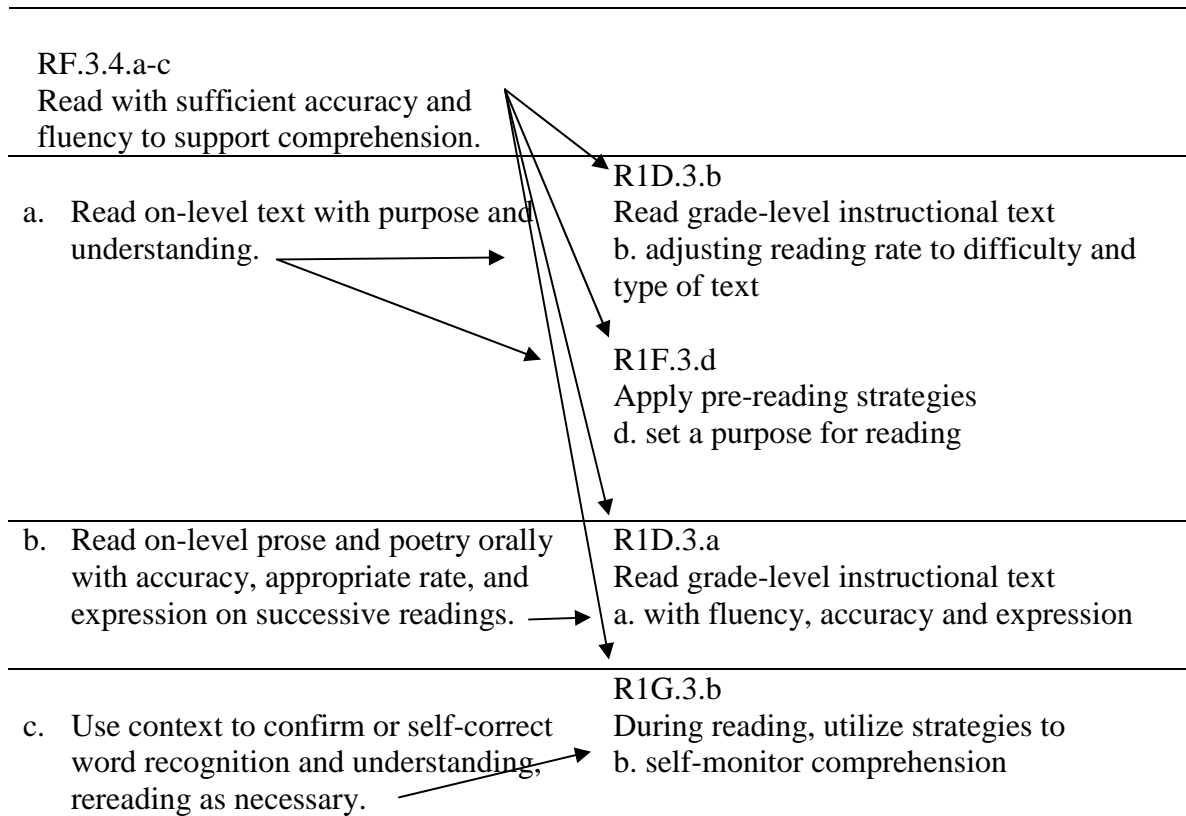 RF.3.4.a-c
Read with sufficient accuracy and
fluency to support comprehension.
a. Read on-level text with purpose and
understanding.
R1D.3.b
Read grade-level instructional text
b. adjusting reading rate to difficulty and
type of text
R1F.3.d
Apply pre-reading strategies
d. set a purpose for reading
b. Read on-level prose and poetry orally
with accuracy, appropriate rate, and
expression on successive readings.
R1D.3.a
Read grade-level instructional text
a. with fluency, accuracy and expression
c. Use context to confirm or self-correct
word recognition and understanding,
rereading as necessary.
R1G.3.b
During reading, utilize strategies to
b. self-monitor comprehension